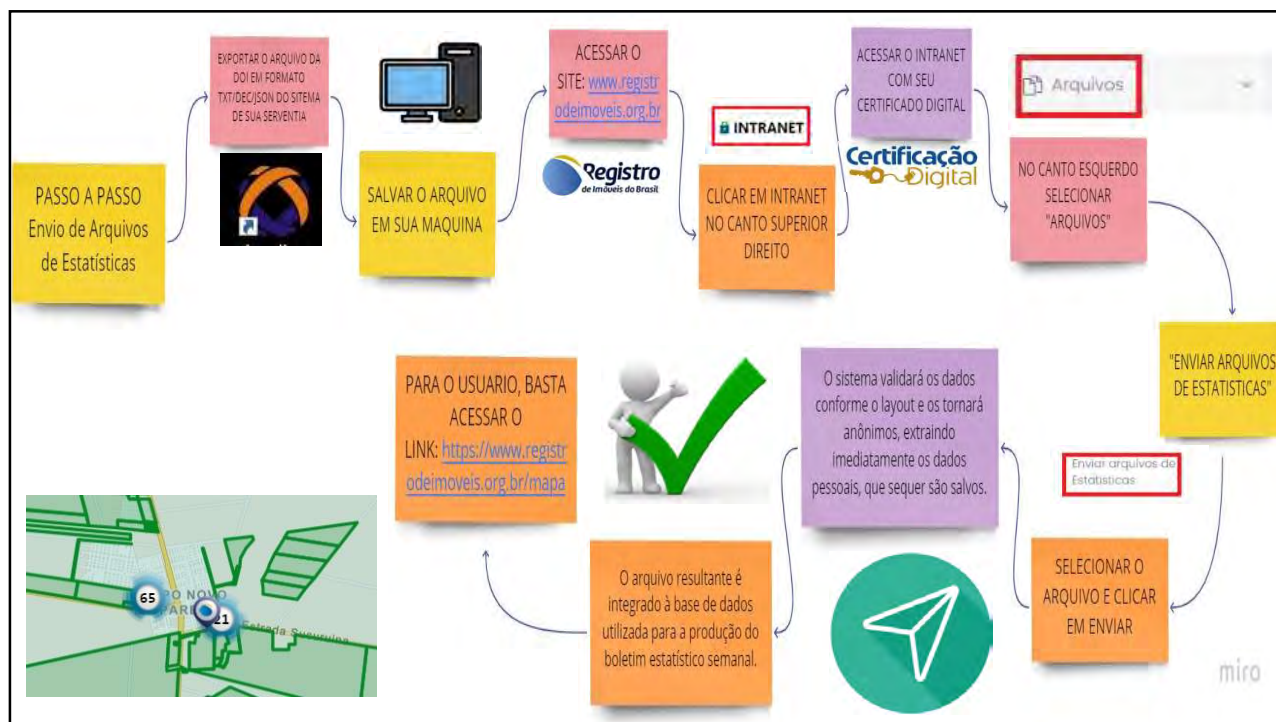 PASSO A PASSO
Envio de Arquivos
de Estatísticas
EXPORTAR O ARQUIVO DA
DOI EM FORMATO
TXT/DEC/JSON DO SITEMA
DE SUA SERVENTIA
SALVAR O ARQUIVO
EM SUA MAQUINA
ACESSAR O
SITE: www.registr
odeimoveis.org.br
Registro
de Imóveis do Brasil
INTRANET
CLICAR EM INTRANET
NO CANTO SUPERIOR
DIREITO
ACESSAR O INTRANET
COM SEU
CERTIFICADO DIGITAL
Certificação
Digital
Arquivos
NO CANTO ESQUERDO
SELECIONAR
"ARQUIVOS"
"ENVIAR ARQUIVOS
DE ESTATISTICAS"
Enviar arquivos de
Estatísticas
SELECIONAR O
ARQUIVO E CLICAR
EM ENVIAR
O sistema validará os dados
conforme o layout e os tornará
anônimos, extraindo
imediatamente os dados
pessoais, que sequer são salvos.
O arquivo resultante é
integrado à base de dados
utilizada para a produção do
boletim estatístico semanal.
PARA O USUARIO, BASTA
ACESSAR O
LINK: https://www.registr
odeimoveis.org.br/mapa
65
PO NOVO
PARE
21
Estrada Sucuruina
miro